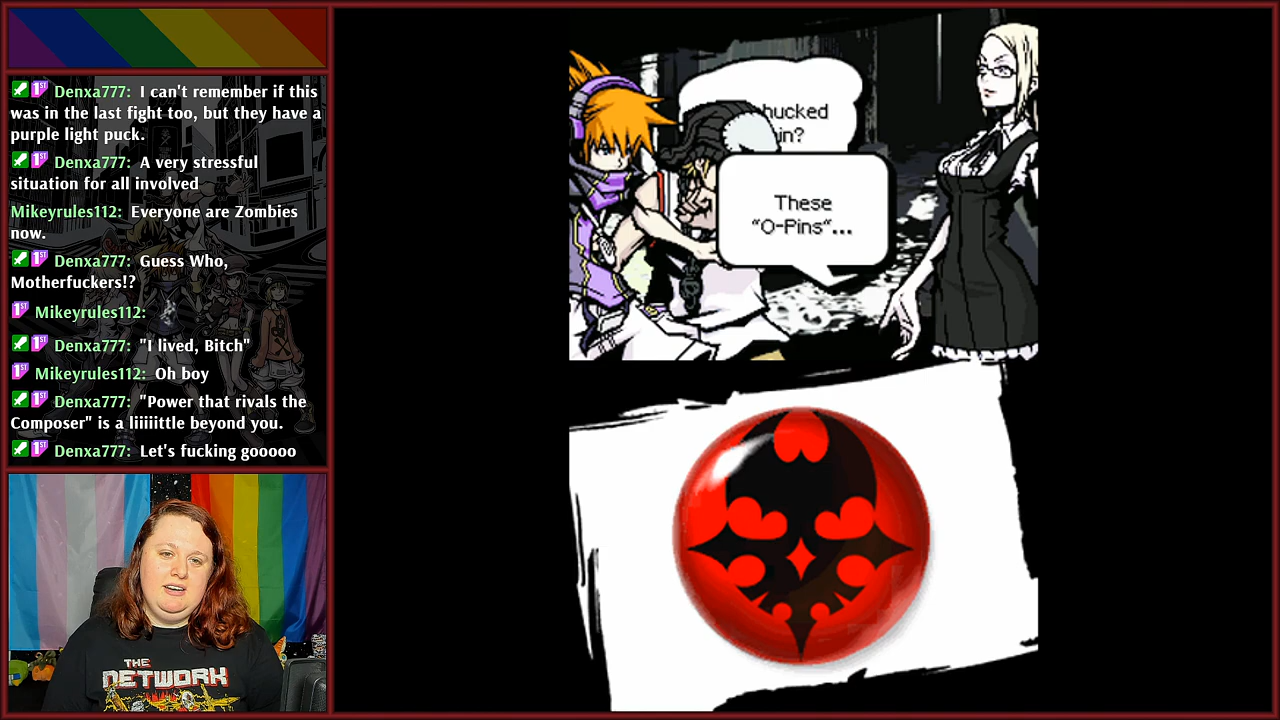 Denxa777: I can't remember if this
was in the last fight too, but they have a
purple light puck.
Denxa777: A very stressful
situation for all involved
Mikeyrules112: Everyone are Zombies
now.
Denxa777: Guess Who,
Motherfuckers!?
Mikeyrules112:
Denxa777: "I lived, Bitch"
Mikeyrules112: Oh boy
Denxa777: "Power that rivals the
Composer" is a liiiiittle beyond you.
Denxa777: Let's fucking gooooo
THE
NETWORK
These
"O-Pins"...